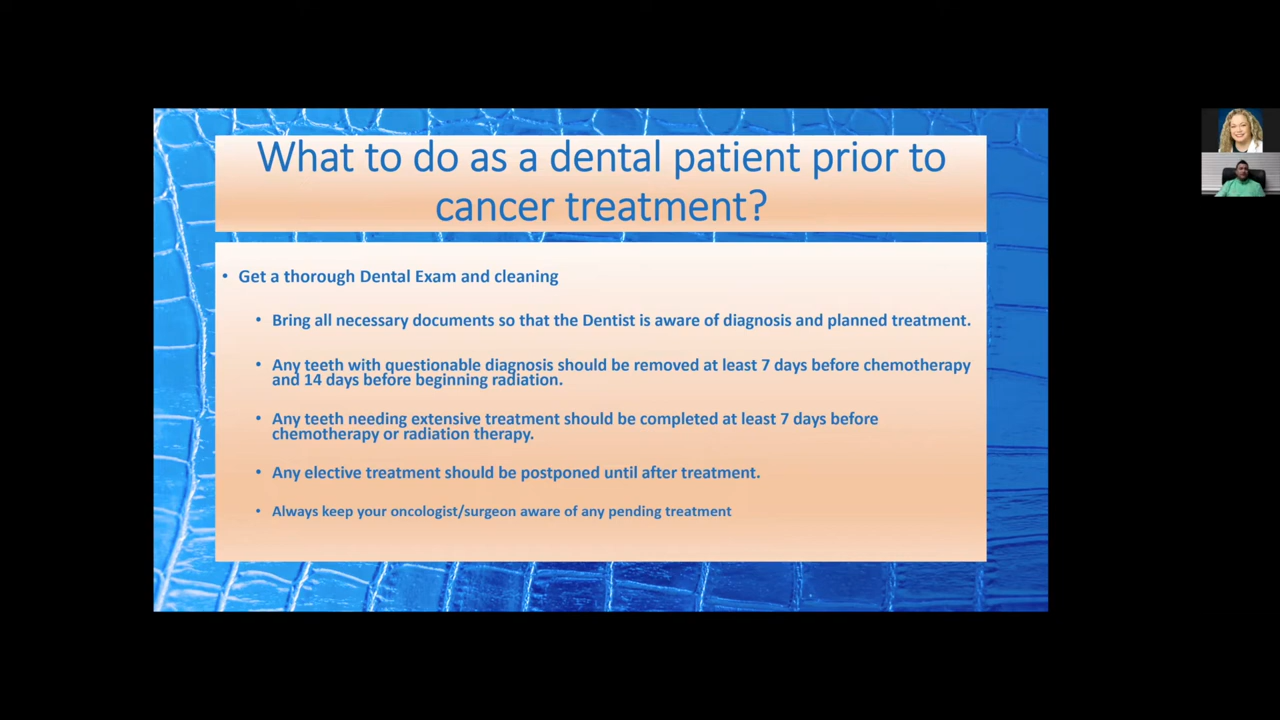 What to do as a dental patient prior to
cancer treatment?
• Get a thorough Dental Exam and cleaning
• Bring all necessary documents so that the Dentist is aware of diagnosis and planned treatment.
• Any teeth with questionable diagnosis should be removed at least 7 days before chemotherapy
and 14 days before beginning radiation.
• Any teeth needing extensive treatment should be completed at least 7 days before
chemotherapy or radiation therapy.
• Any elective treatment should be postponed until after treatment.
• Always keep your oncologist/surgeon aware of any pending treatment